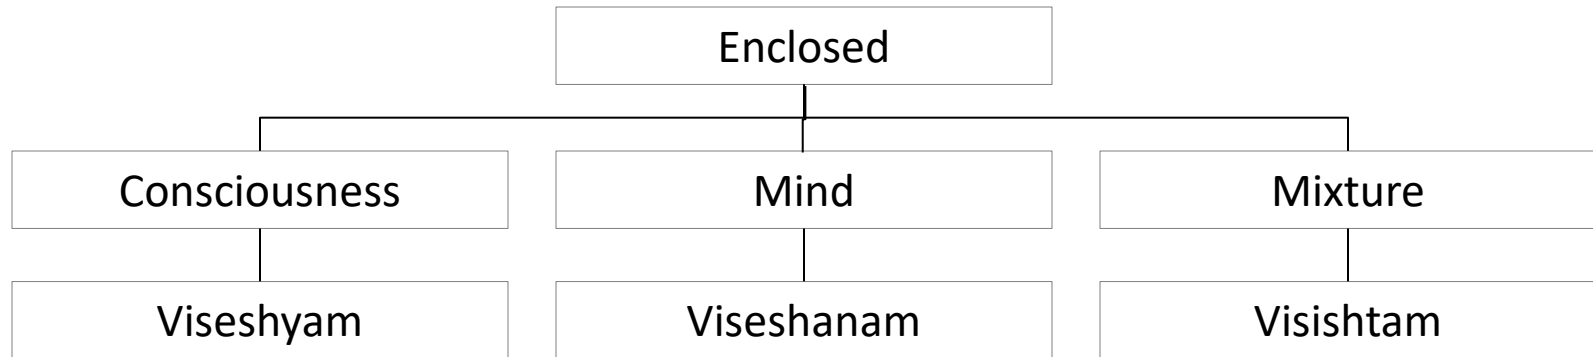 Enclosed
Consciousness
Mind
Mixture
Viseshyam
Viseshanam
Visishtam